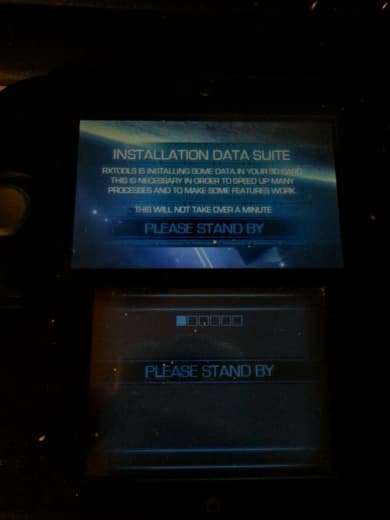 INSTALLATION DATA SUITE
RXTOOLS IS INSTALLING SOME DATA IN YOUR SD CARD
THIS IS NECESSARY IN ORDER TO SPEED UP MANY
PROCESSES AND TO MAKE SOME FEATURES WORK.
THIS WILL NOT TAKE OVER A MINUTE
PLEASE STAND BY
PLEASE STAND BY